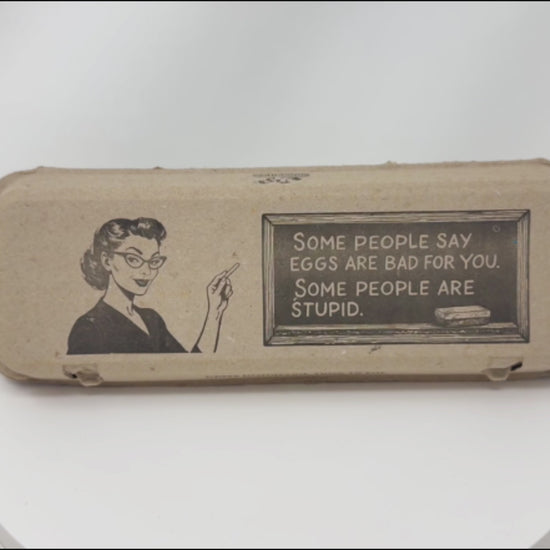 SOME PEOPLE SAY
EGGS ARE BAD FOR YOU.
SOME PEOPLE ARE
STUPID.